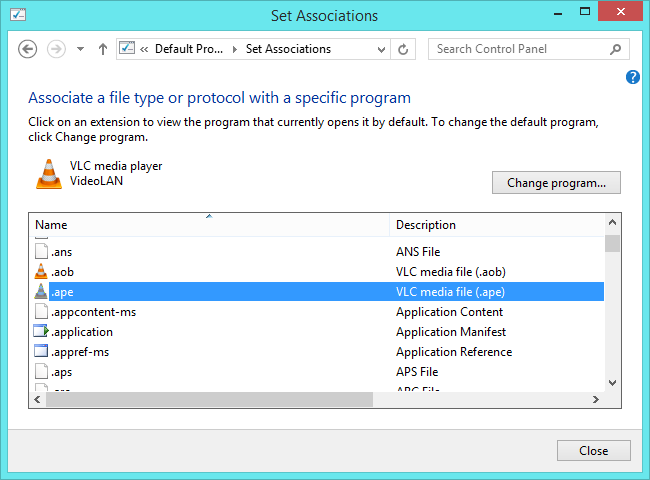 Set Associations
« Default Pro... Set Associations
Search Control Panel
?
Associate a file type or protocol with a specific program
Click on an extension to view the program that currently opens it by default. To change the default program,
click Change program.
VLC media player
VideoLAN
Change program...
Name Description
.ans ANS File
.aob VLC media file (.aob)
.ape VLC media file (.ape)
.appcontent-ms Application Content
.application Application Manifest
.appref-ms Application Reference
.aps APS File
Close